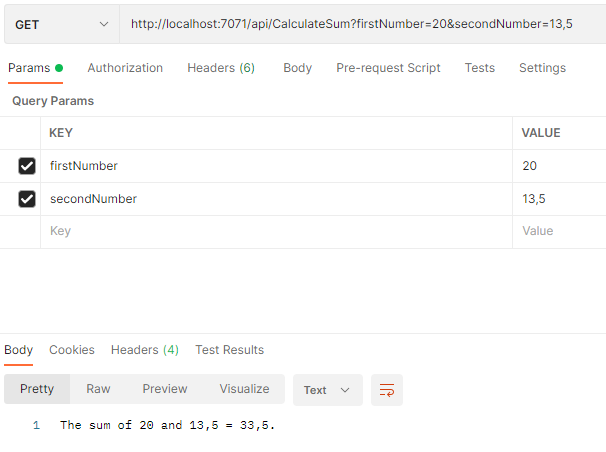 GET http://localhost:7071/api/CalculateSum?firstNumber=20&secondNumber=13,5
Params Authorization Headers (6) Body Pre-request Script Tests Settings
Query Params
KEY VALUE
firstNumber 20
secondNumber 13,5
Key Value
Body Cookies Headers (4) Test Results
Pretty Raw Preview Visualize Text
1 The sum of 20 and 13,5 = 33,5.